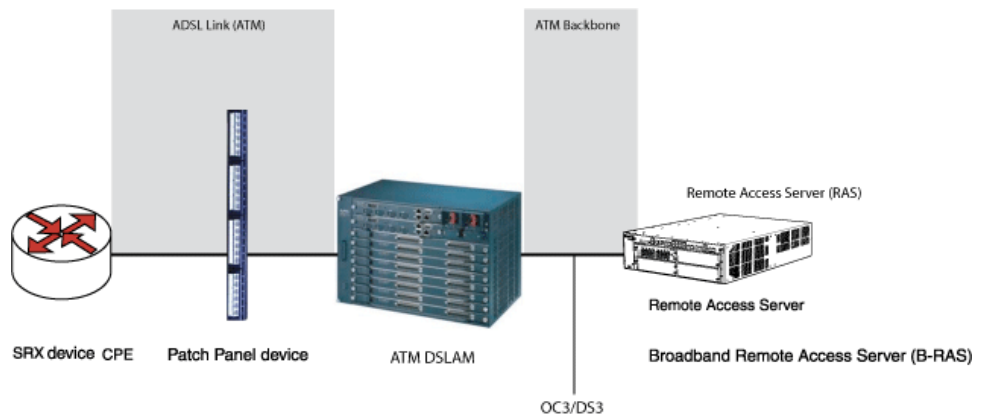 ADSL Link (ATM)
ATM Backbone
Remote Access Server (RAS)
Remote Access Server
SRX device CPE
Patch Panel device
ATM DSLAM
Broadband Remote Access Server (B-RAS)
OC3/DS3